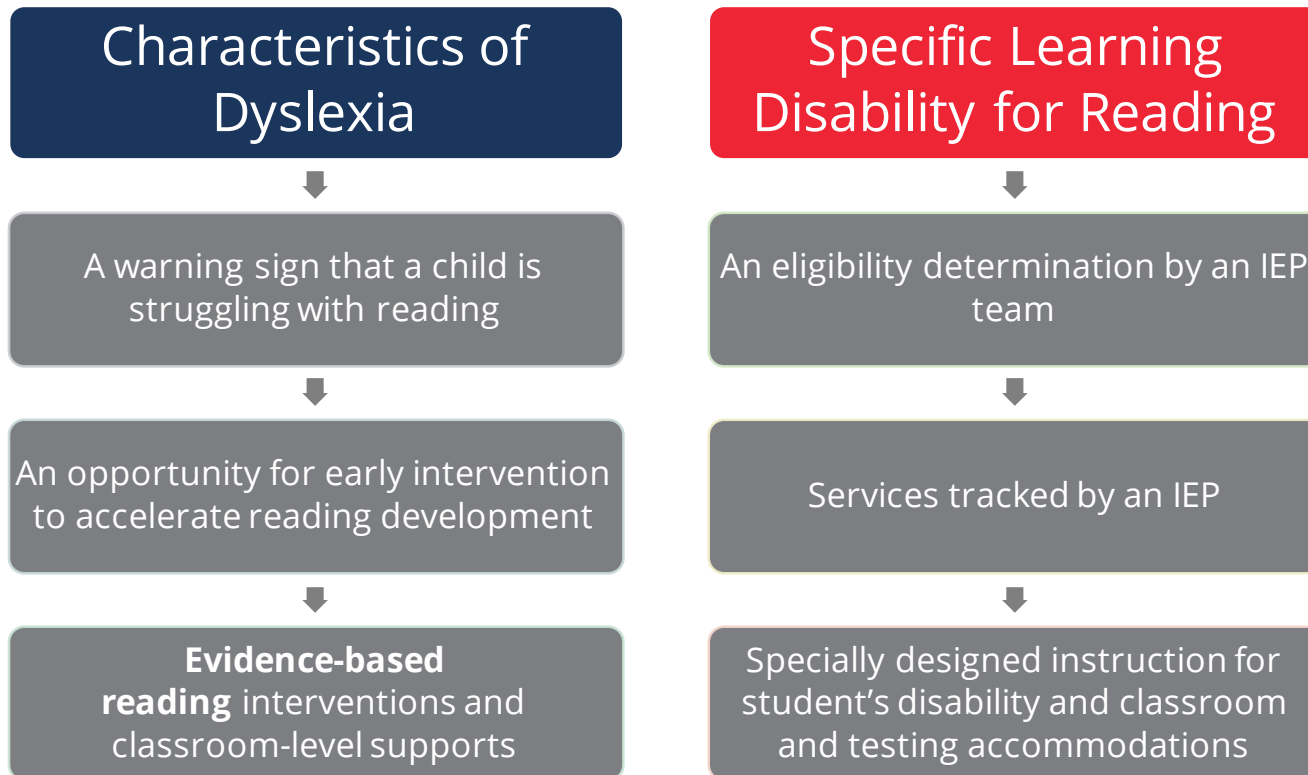 Characteristics of
Dyslexia
A warning sign that a child is
struggling with reading
An opportunity for early intervention
to accelerate reading development
Evidence-based
reading interventions and
classroom-level supports
Specific Learning
Disability for Reading
An eligibility determination by an IEP
team
Services tracked by an IEP
Specially designed instruction for
student’s disability and classroom
and testing accommodations